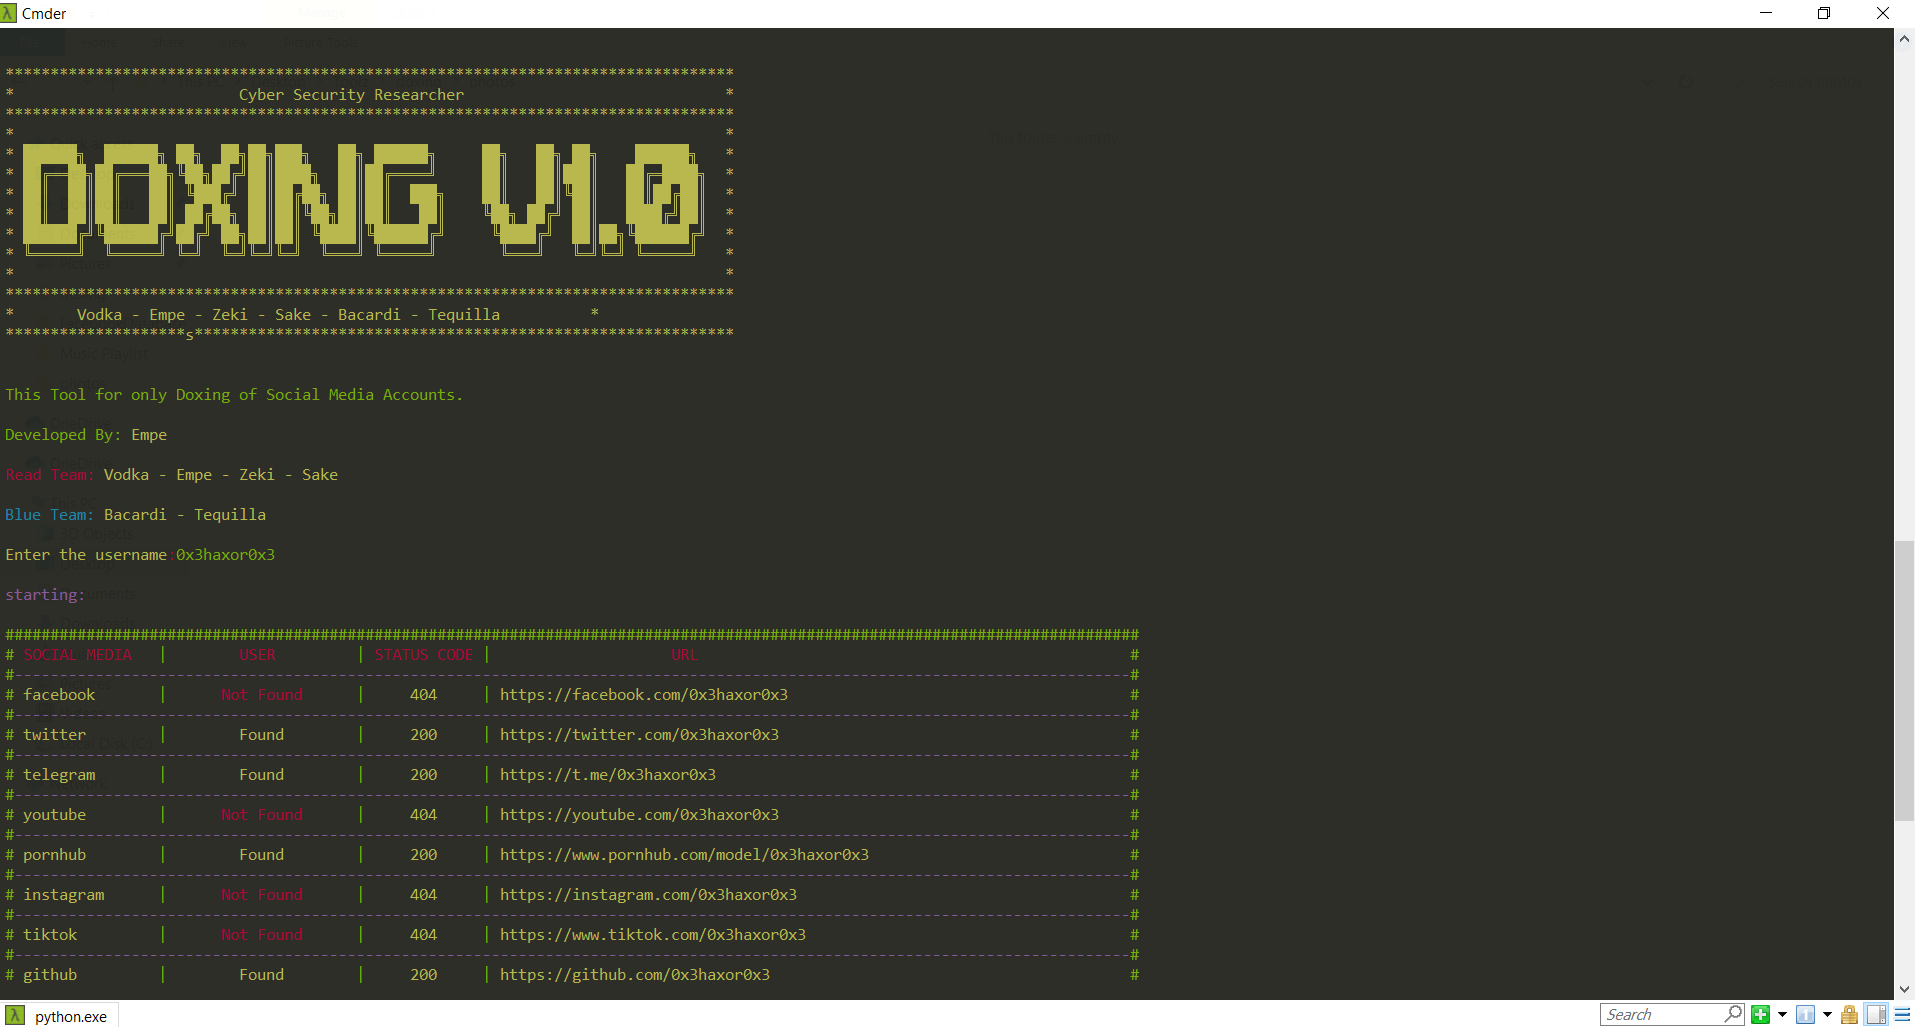 Cmder
********************************************************************************
* Cyber Security Researcher *
********************************************************************************
* *
DOXING V1.0
* *
********************************************************************************
* Vodka - Empe - Zeki - Sake - Bacardi - Tequilla *
********************s************************************************************
This Tool for only Doxing of Social Media Accounts.
Developed By: Empe
Read Team: Vodka - Empe - Zeki - Sake
Blue Team: Bacardi - Tequilla
Enter the username:0x3haxor0x3
starting:
##############################################################################################################################
# SOCIAL MEDIA | USER | STATUS CODE | URL #
#----------------------------------------------------------------------------------------------------------------------------#
# facebook | Not Found | 404 | https://facebook.com/0x3haxor0x3 #
#----------------------------------------------------------------------------------------------------------------------------#
# twitter | Found | 200 | https://twitter.com/0x3haxor0x3 #
#----------------------------------------------------------------------------------------------------------------------------#
# telegram | Found | 200 | https://t.me/0x3haxor0x3 #
#----------------------------------------------------------------------------------------------------------------------------#
# youtube | Not Found | 404 | https://youtube.com/0x3haxor0x3 #
#----------------------------------------------------------------------------------------------------------------------------#
# pornhub | Found | 200 | https://www.pornhub.com/model/0x3haxor0x3 #
#----------------------------------------------------------------------------------------------------------------------------#
# instagram | Not Found | 404 | https://instagram.com/0x3haxor0x3 #
#----------------------------------------------------------------------------------------------------------------------------#
# tiktok | Not Found | 404 | https://www.tiktok.com/0x3haxor0x3 #
#----------------------------------------------------------------------------------------------------------------------------#
# github | Found | 200 | https://github.com/0x3haxor0x3 #
python.exe
Search